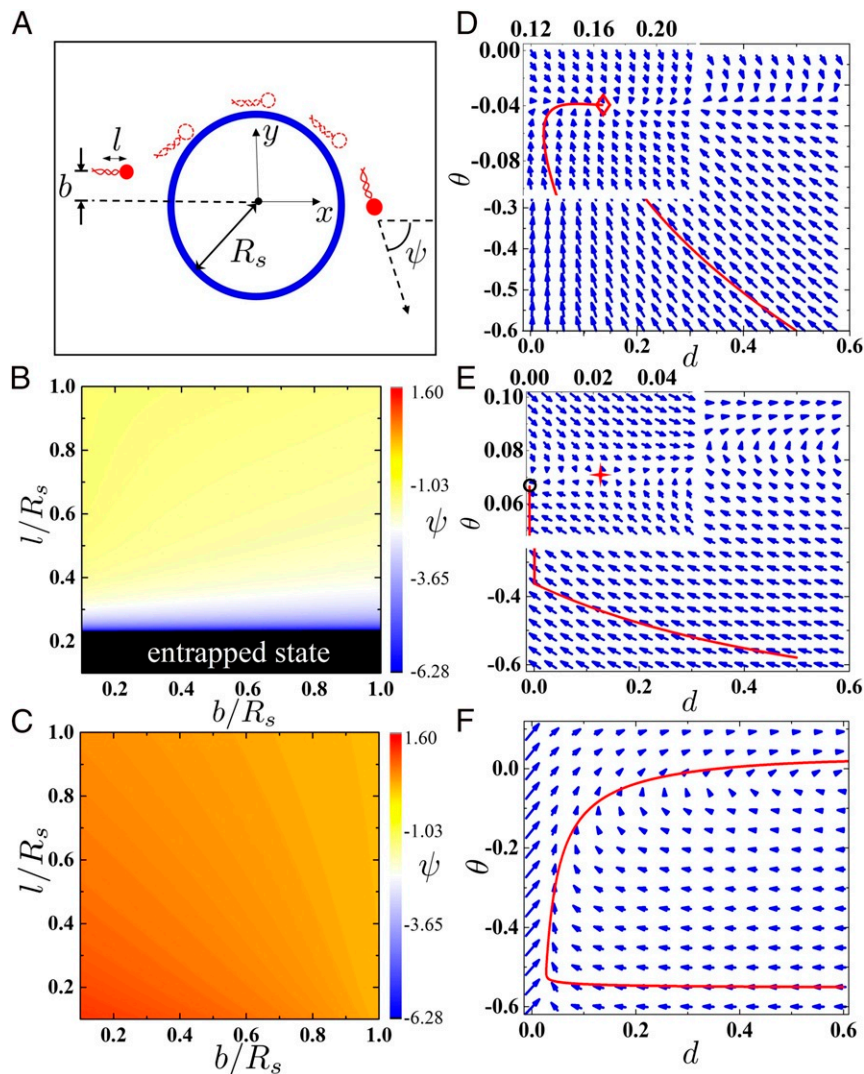 A
l
b
y
x
R_s
ψ
B
1.0
0.8
0.6
0.4
0.2
l/R_s
entrapped state
0.2 0.4 0.6 0.8 1.0
b/R_s
1.60
-1.03
ψ
-3.65
-6.28
C
1.0
0.8
0.6
0.4
0.2
l/R_s
0.2 0.4 0.6 0.8 1.0
b/R_s
1.60
-1.03
ψ
-3.65
-6.28
D
0.12 0.16 0.20
0.00
-0.04
-0.08
θ
-0.3
-0.4
-0.5
-0.6
0.0 0.2 0.4 0.6
d
E
0.00 0.02 0.04
0.10
0.08
0.06
θ
-0.4
-0.6
0.0 0.2 0.4 0.6
d
F
0.0
-0.2
θ
-0.4
-0.6
0.0 0.2 0.4 0.6
d